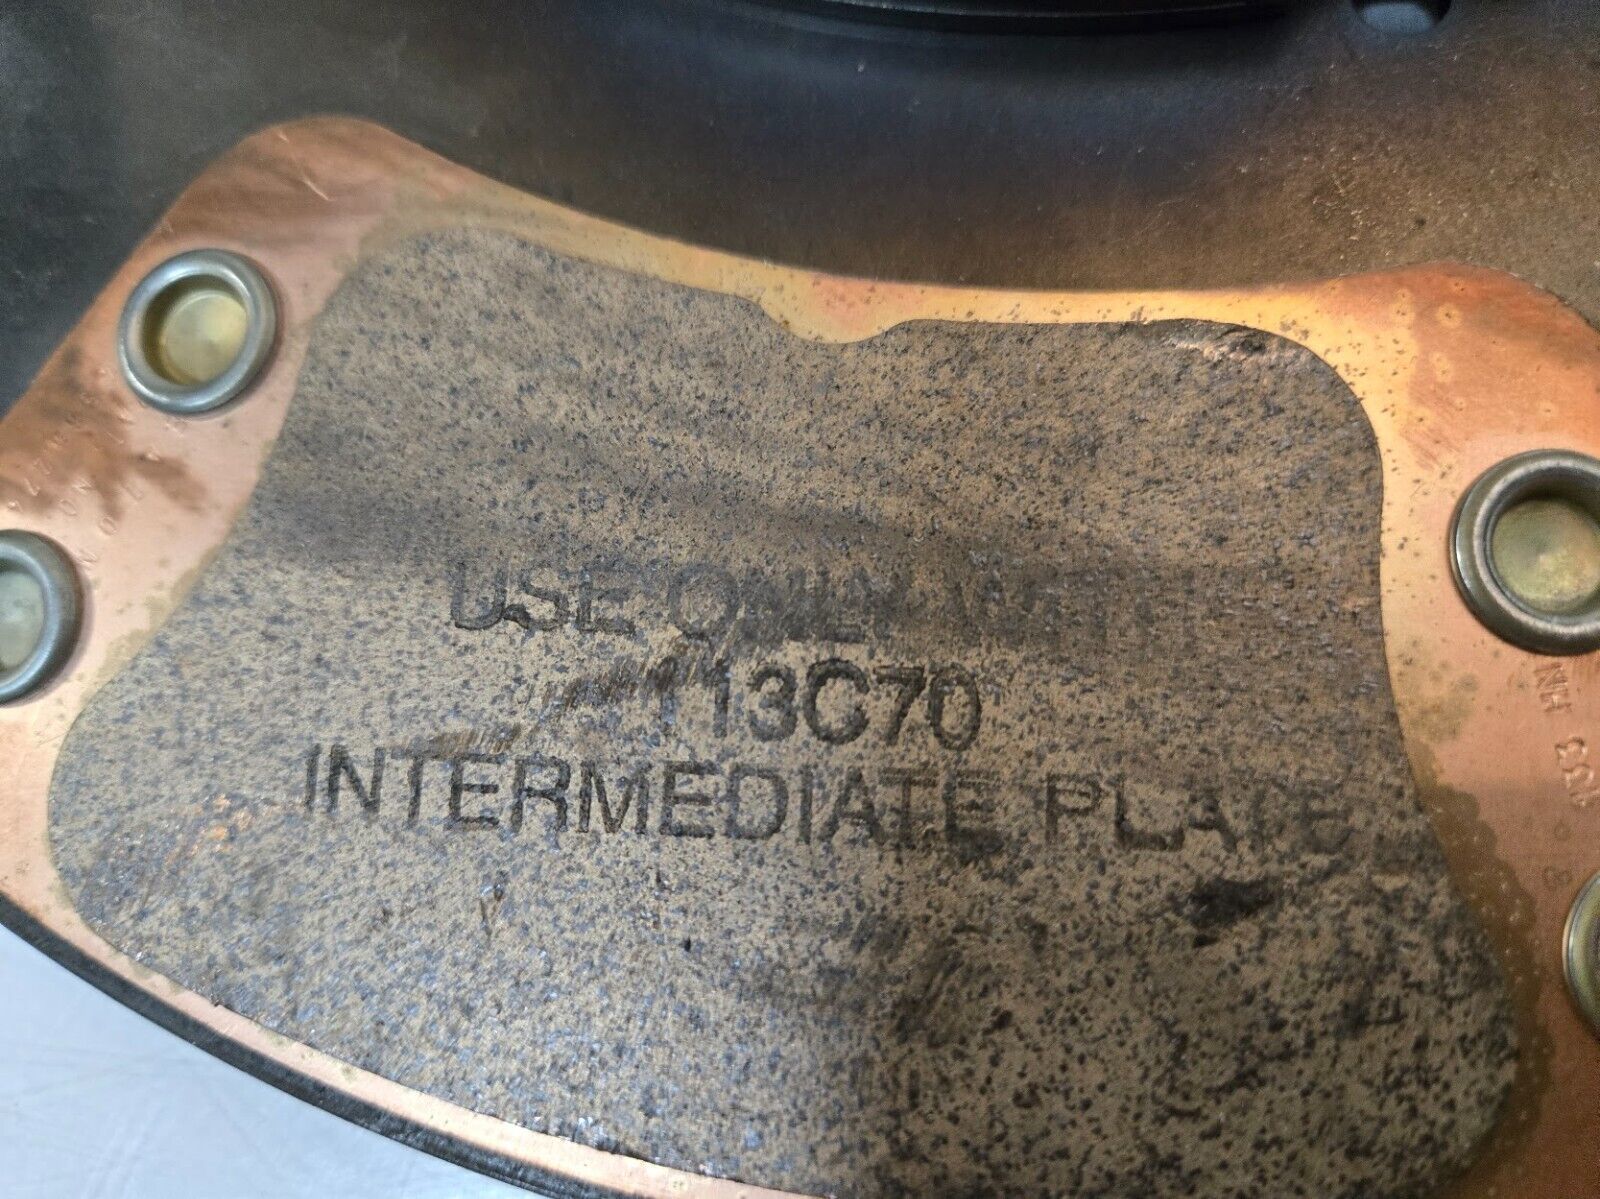 USE ONLY WITH
113C70
INTERMEDIATE PLATE